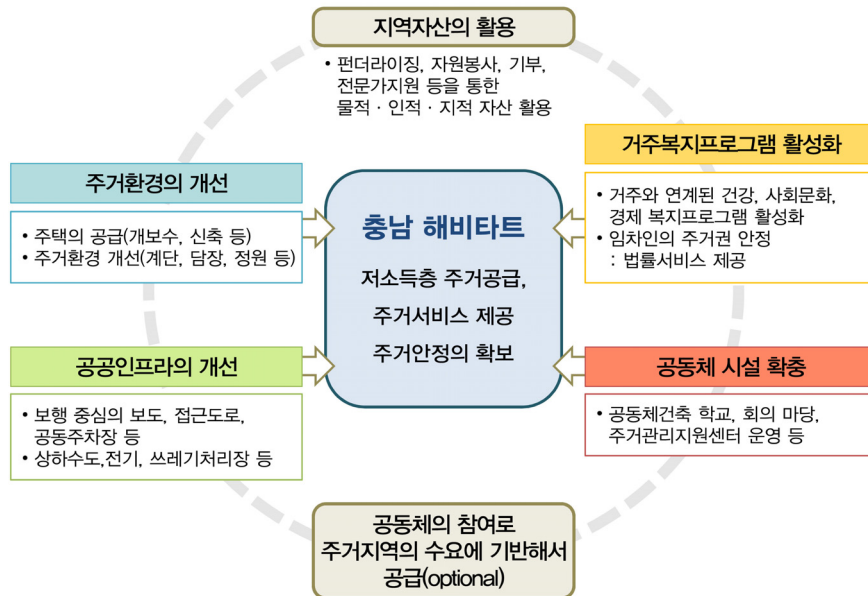 지역자산의 활용
• 펀더라이징, 자원봉사, 기부,
전문가지원 등을 통한
물적 · 인적 · 지적 자산 활용
주거환경의 개선
• 주택의 공급(개보수, 신축 등)
• 주거환경 개선(계단, 담장, 정원 등)
거주복지프로그램 활성화
• 거주와 연계된 건강, 사회문화,
경제 복지프로그램 활성화
• 임차인의 주거권 안정
: 법률서비스 제공
충남 해비타트
저소득층 주거공급,
주거서비스 제공
주거안정의 확보
공공인프라의 개선
• 보행 중심의 보도, 접근도로,
공동주차장 등
• 상하수도,전기, 쓰레기처리장 등
공동체 시설 확충
• 공동체건축 학교, 회의 마당,
주거관리지원센터 운영 등
공동체의 참여로
주거지역의 수요에 기반해서
공급(optional)